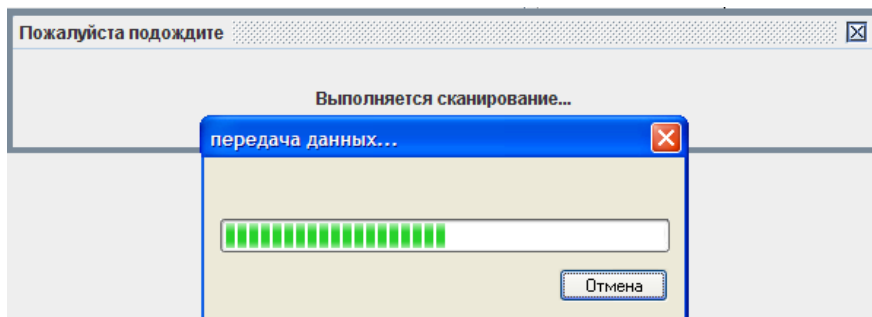 Пожалуйста подождите
Выполняется сканирование...
передача данных...
Отмена